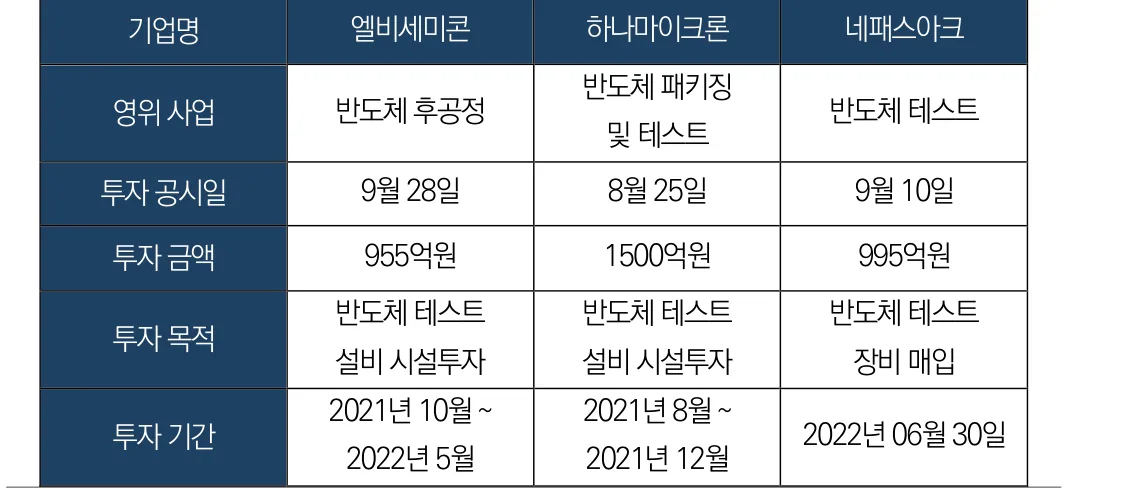 기업명 엘비세미콘 하나마이크론 네패스아크
영위 사업 반도체 후공정 반도체 패키징 및 테스트 반도체 테스트
투자 공시일 9월 28일 8월 25일 9월 10일
투자 금액 955억원 1500억원 995억원
투자 목적 반도체 테스트 설비 시설투자 반도체 테스트 설비 시설투자 반도체 테스트 장비 매입
투자 기간 2021년 10월 ~ 2022년 5월 2021년 8월 ~ 2021년 12월 2022년 06월 30일